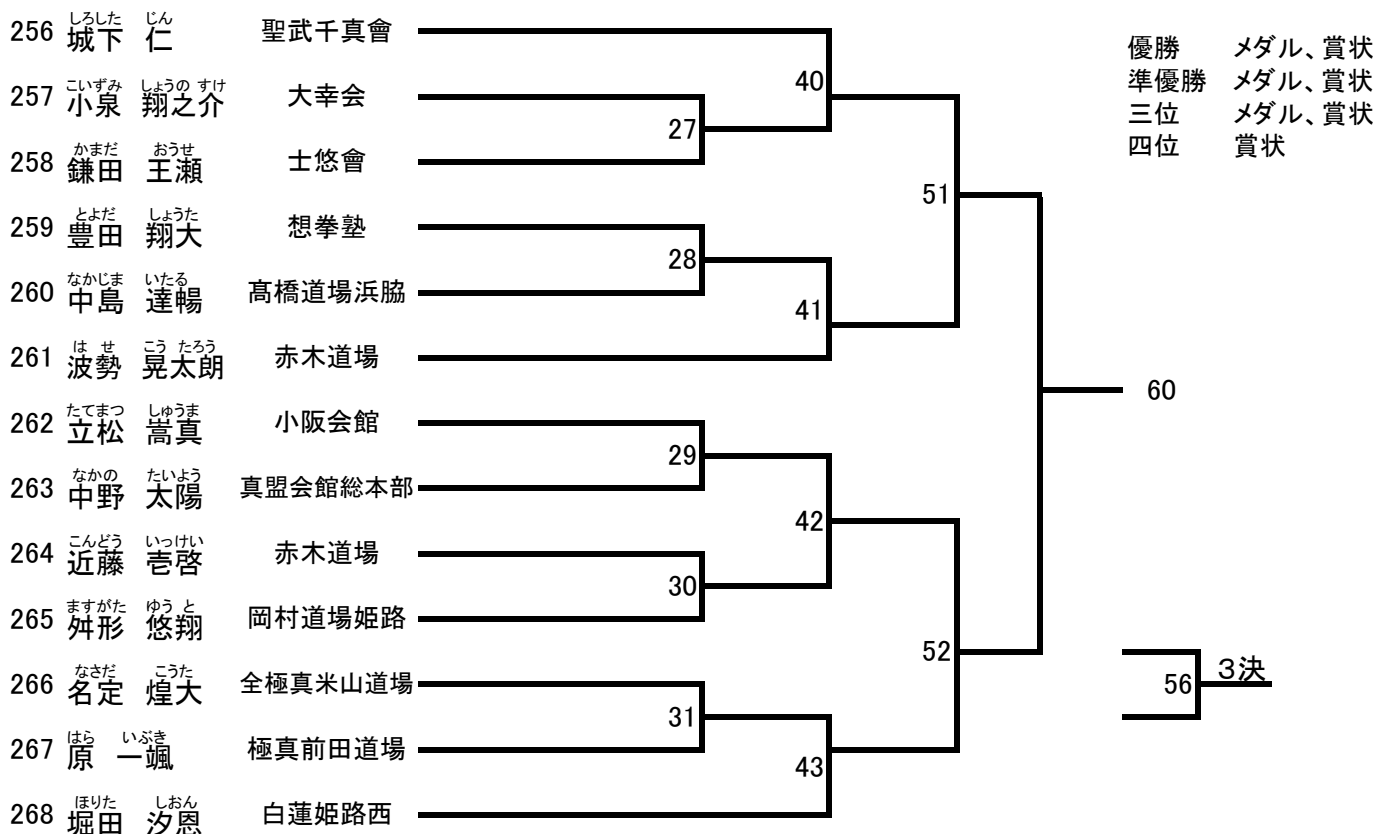 しろした じん
256 城下 仁 聖武千真會
こいずみ しょうの すけ
257 小泉 翔之介 大幸会
かまだ おうせ
258 鎌田 王瀬 士悠會
とよだ しょうた
259 豊田 翔大 想拳塾
なかじま いたる
260 中島 達暢 髙橋道場浜脇
は せ こう たろう
261 波勢 晃太朗 赤木道場
たてまつ しゅうま
262 立松 嵩真 小阪会館
なかの たいよう
263 中野 太陽 真盟会館総本部
こんどう いっけい
264 近藤 壱啓 赤木道場
ますがた ゆう と
265 舛形 悠翔 岡村道場姫路
なさだ こうた
266 名定 煌大 全極真米山道場
はら いぶき
267 原 一颯 極真前田道場
ほりた しおん
268 堀田 汐恩 白蓮姫路西
27
28
29
30
31
40
41
42
43
51
52
60
56 3決
優勝 メダル、賞状
準優勝 メダル、賞状
三位 メダル、賞状
四位 賞状